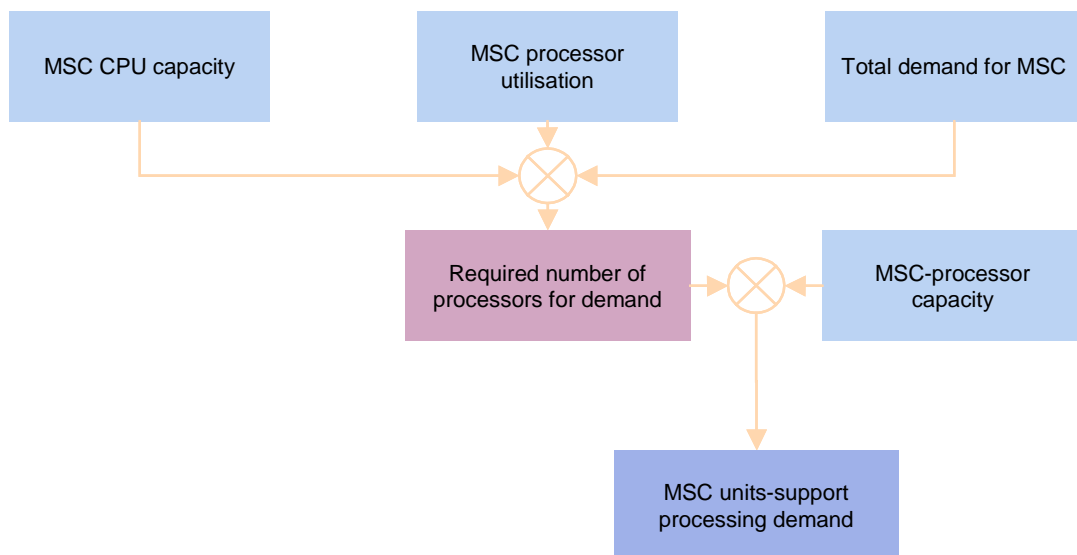 MSC CPU capacity
MSC processor
utilisation
Total demand for MSC
Required number of
processors for demand
MSC-processor
capacity
MSC units-support
processing demand